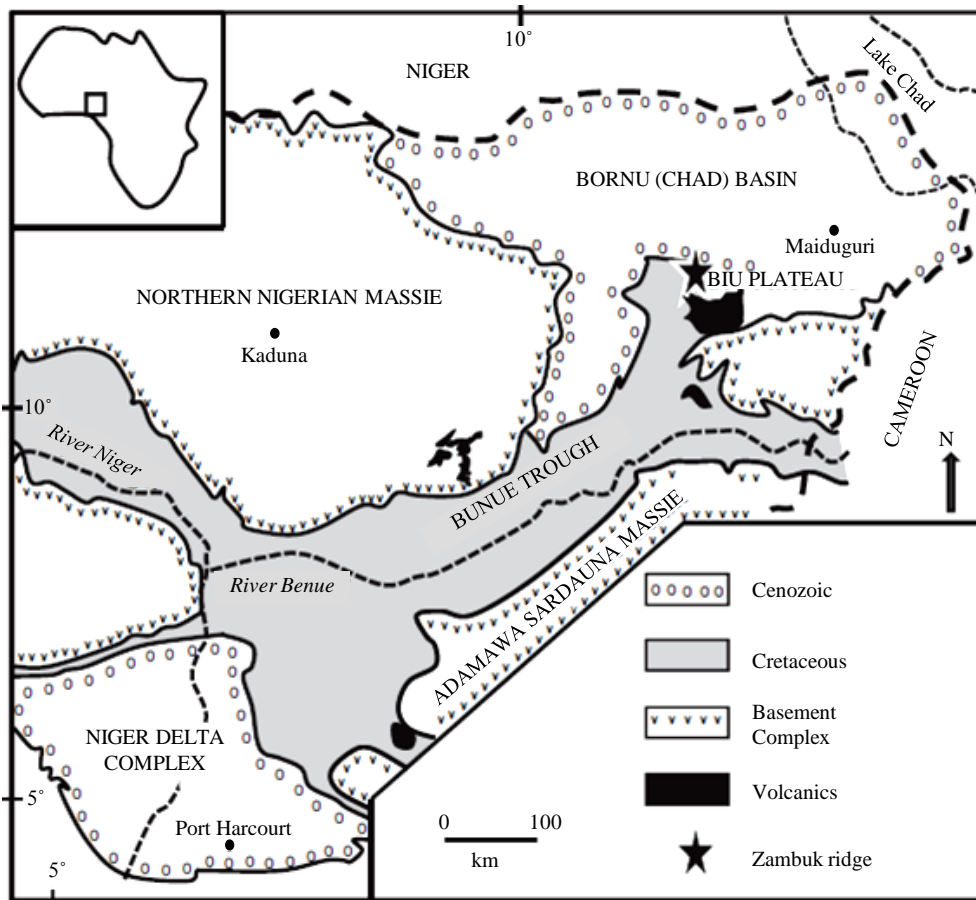 10°
NIGER
Lake Chad
BORNU (CHAD) BASIN
Maiduguri
BIU PLATEAU
NORTHERN NIGERIAN MASSIE
Kaduna
CAMEROON
10°
N
River Niger
BUNUE TROUGH
River Benue
ADAMAWA SARDAUNA MASSIE
Cenozoic
Cretaceous
Basement
Complex
Volcanics
Zambuk ridge
NIGER DELTA
COMPLEX
5°
Port Harcourt
0 100
km
5°